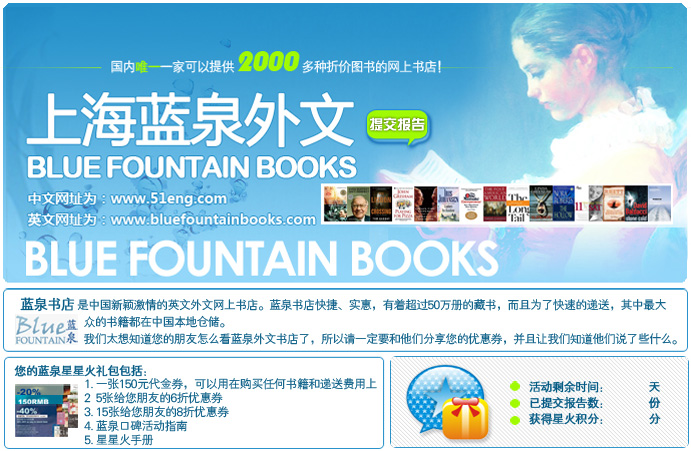 国内唯一一家可以提供 2000 多种折价图书的网上书店!
上海蓝泉外文
提交报告
BLUE FOUNTAIN BOOKS
中文网址为：www.51eng.com
英文网址为：www.bluefountainbooks.com
BLUE FOUNTAIN BOOKS
蓝泉书店 是中国新颖激情的英文外文网上书店。蓝泉书店快捷、实惠，有着超过50万册的藏书，而且为了快速的递送，其中最大
众的书籍都在中国本地仓储。
我们太想知道您的朋友怎么看蓝泉外文书店了，所以请一定要和他们分享您的优惠券，并且让我们知道他们说了些什么。
Blue 蓝
FOUNTAIN 泉
您的蓝泉星星火礼包包括:
1. 一张150元代金券，可以用在购买任何书籍和递送费用上
2 5张给您朋友的6折优惠券
3. 15张给您朋友的8折优惠券
4. 蓝泉口碑活动指南
5. 星星火手册
-20%
150RMB
-40%
活动剩余时间： 天
已提交报告数： 份
获得星火积分： 分